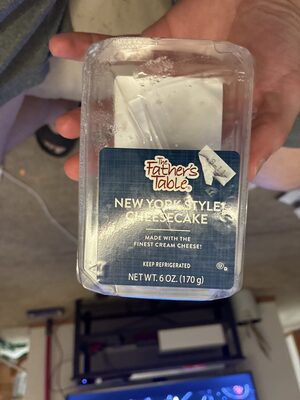 The
Father's
Table®
NEW YORK STYLE
CHEESECAKE
MADE WITH THE
FINEST CREAM CHEESE!
KEEP REFRIGERATED
NET WT. 6 OZ. (170 g)